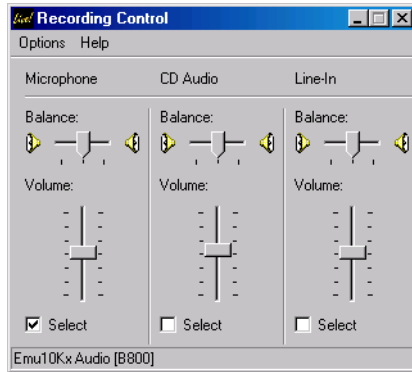 Live! Recording Control
Options Help
Microphone CD Audio Line-In
Balance: Balance: Balance:
Volume: Volume: Volume:
Select Select Select
Emu10Kx Audio [B800]